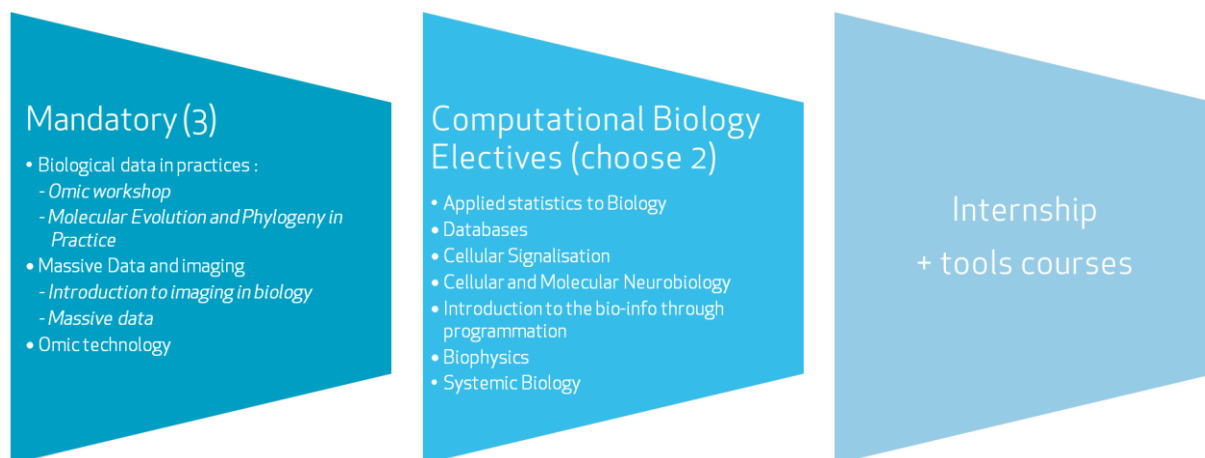 Mandatory (3)
• Biological data in practices :
- Omic workshop
- Molecular Evolution and Phylogeny in
Practice
• Massive Data and imaging
- Introduction to imaging in biology
- Massive data
• Omic technology
Computational Biology
Electives (choose 2)
• Applied statistics to Biology
• Databases
• Cellular Signalisation
• Cellular and Molecular Neurobiology
• Introduction to the bio-info through
programmation
• Biophysics
• Systemic Biology
Internship
+ tools courses